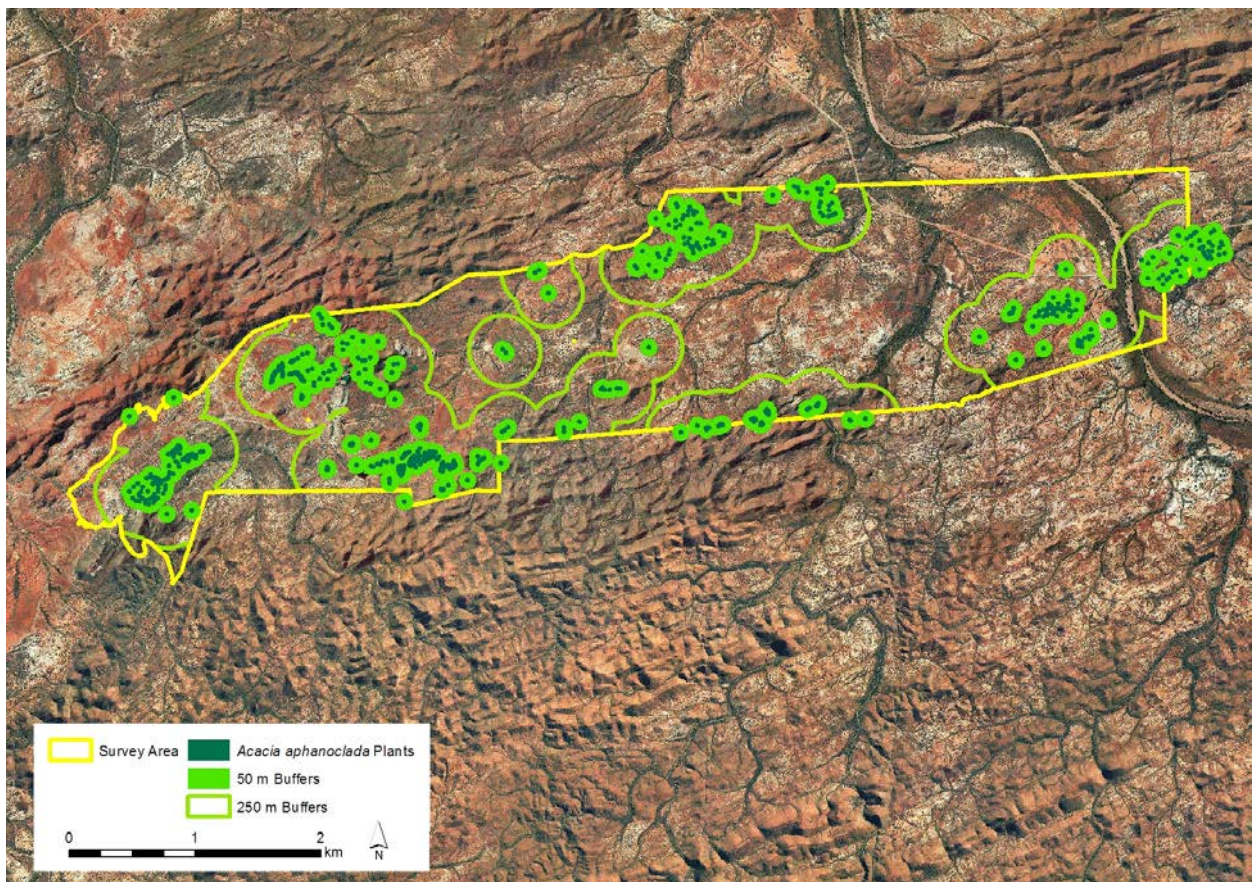 Survey Area
Acacia aphanoclada Plants
50 m Buffers
250 m Buffers
0 1 2
km
N